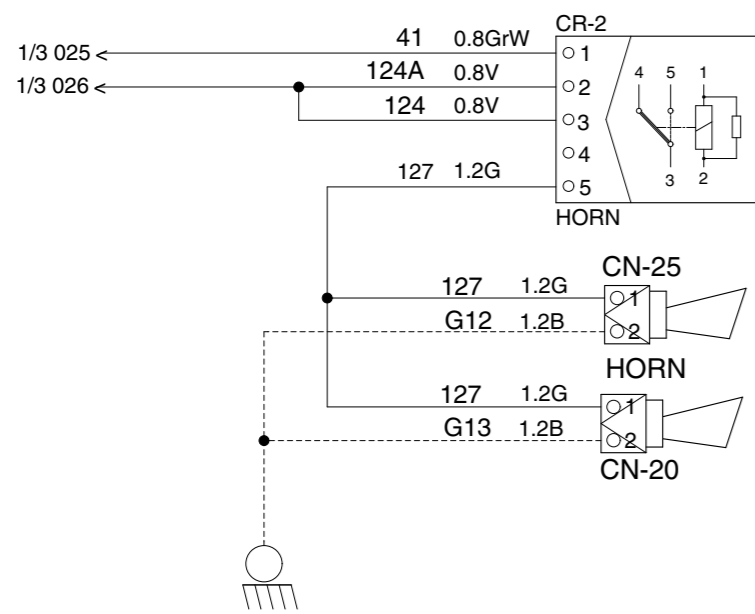 CR-2
1/3 025 <
41 0.8GrW
1
1/3 026 <
124A 0.8V
2
124 0.8V
3
4
127 1.2G
5
4 5 1
3 2
HORN
CN-25
127 1.2G
1
G12 1.2B
2
HORN
127 1.2G
1
G13 1.2B
2
CN-20